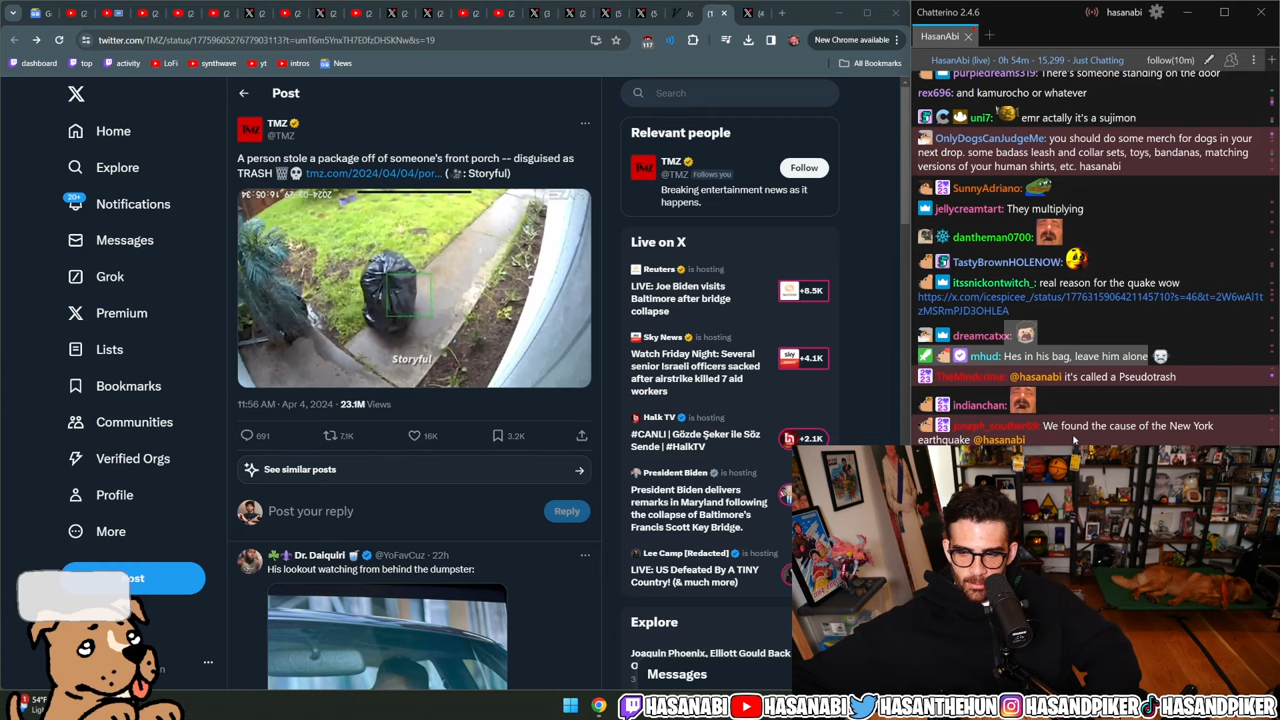 New Chrome available
twitter.com/TMZ/status/1775960527677903113?t=umT6m5YnxTH7E0fzDHSKNw&s=19
117
dashboard
top
activity
LoFi
synthwave
yt
intros
News
All Bookmarks
Home
Explore
20+
Notifications
Messages
Grok
Premium
Lists
Bookmarks
Communities
Verified Orgs
Profile
More
Post
Post
TMZ
@TMZ
A person stole a package off of someone's front porch -- disguised as
TRASH tmz.com/2024/04/04/por... ( : Storyful)
Storyful
11:56 AM · Apr 4, 2024 · 23.1M Views
691
7.1K
16K
3.2K
See similar posts
Post your reply
Reply
Dr. Daiquiri @YoFavCuz · 22h
His lookout watching from behind the dumpster:
Search
Relevant people
TMZ
@TMZ Follows you
Follow
Breaking entertainment news as it
happens.
Live on X
Reuters is hosting
LIVE: Joe Biden visits
Baltimore after bridge
collapse
+8.5K
Sky News is hosting
Watch Friday Night: Several
senior Israeli officers sacked
after airstrike killed 7 aid
workers
sky
+4.1K
Halk TV is hosting
#CANLI | Gözde Şeker ile Söz
Sende | #HalkTV
+2.1K
President Biden is hosting
President Biden delivers
remarks in Maryland following
the collapse of Baltimore's
Francis Scott Key Bridge.
Lee Camp [Redacted] is hosting
LIVE: US Defeated By A TINY
Country! (& much more)
Explore
Joaquin Phoenix, Elliott Gould Back
Messages
54°F
Chatterino 2.4.6
hasanabi
HasanAbi
HasanAbi (live) - 0h 54m - 15,299 - Just Chatting
follow(10m)
purpledreams319: There's someone standing on the door
rex696: and kamurocho or whatever
uni7: emr actally it's a sujimon
OnlyDogsCanJudgeMe: you should do some merch for dogs in your
next drop. some badass leash and collar sets, toys, bandanas, matching
versions of your human shirts, etc. hasanabi
SunnyAdriano:
jellycreamtart: They multiplying
dantheman0700:
TastyBrownHOLENOW:
itssnickontwitch_: real reason for the quake wow
https://x.com/icespicee_/status/1776315906421145710?s=46&t=2W6wAl1t
zMSRmPJD3OHLEA
dreamcatxx:
mhud: Hes in his bag, leave him alone
TheMindcrime: @hasanabi it's called a Pseudotrash
indianchan:
joseph_souther69: We found the cause of the New York
earthquake @hasanabi
HASANABI
HASANABI
HASANTHEHUN
HASANDPIKER
HASANDPIKER